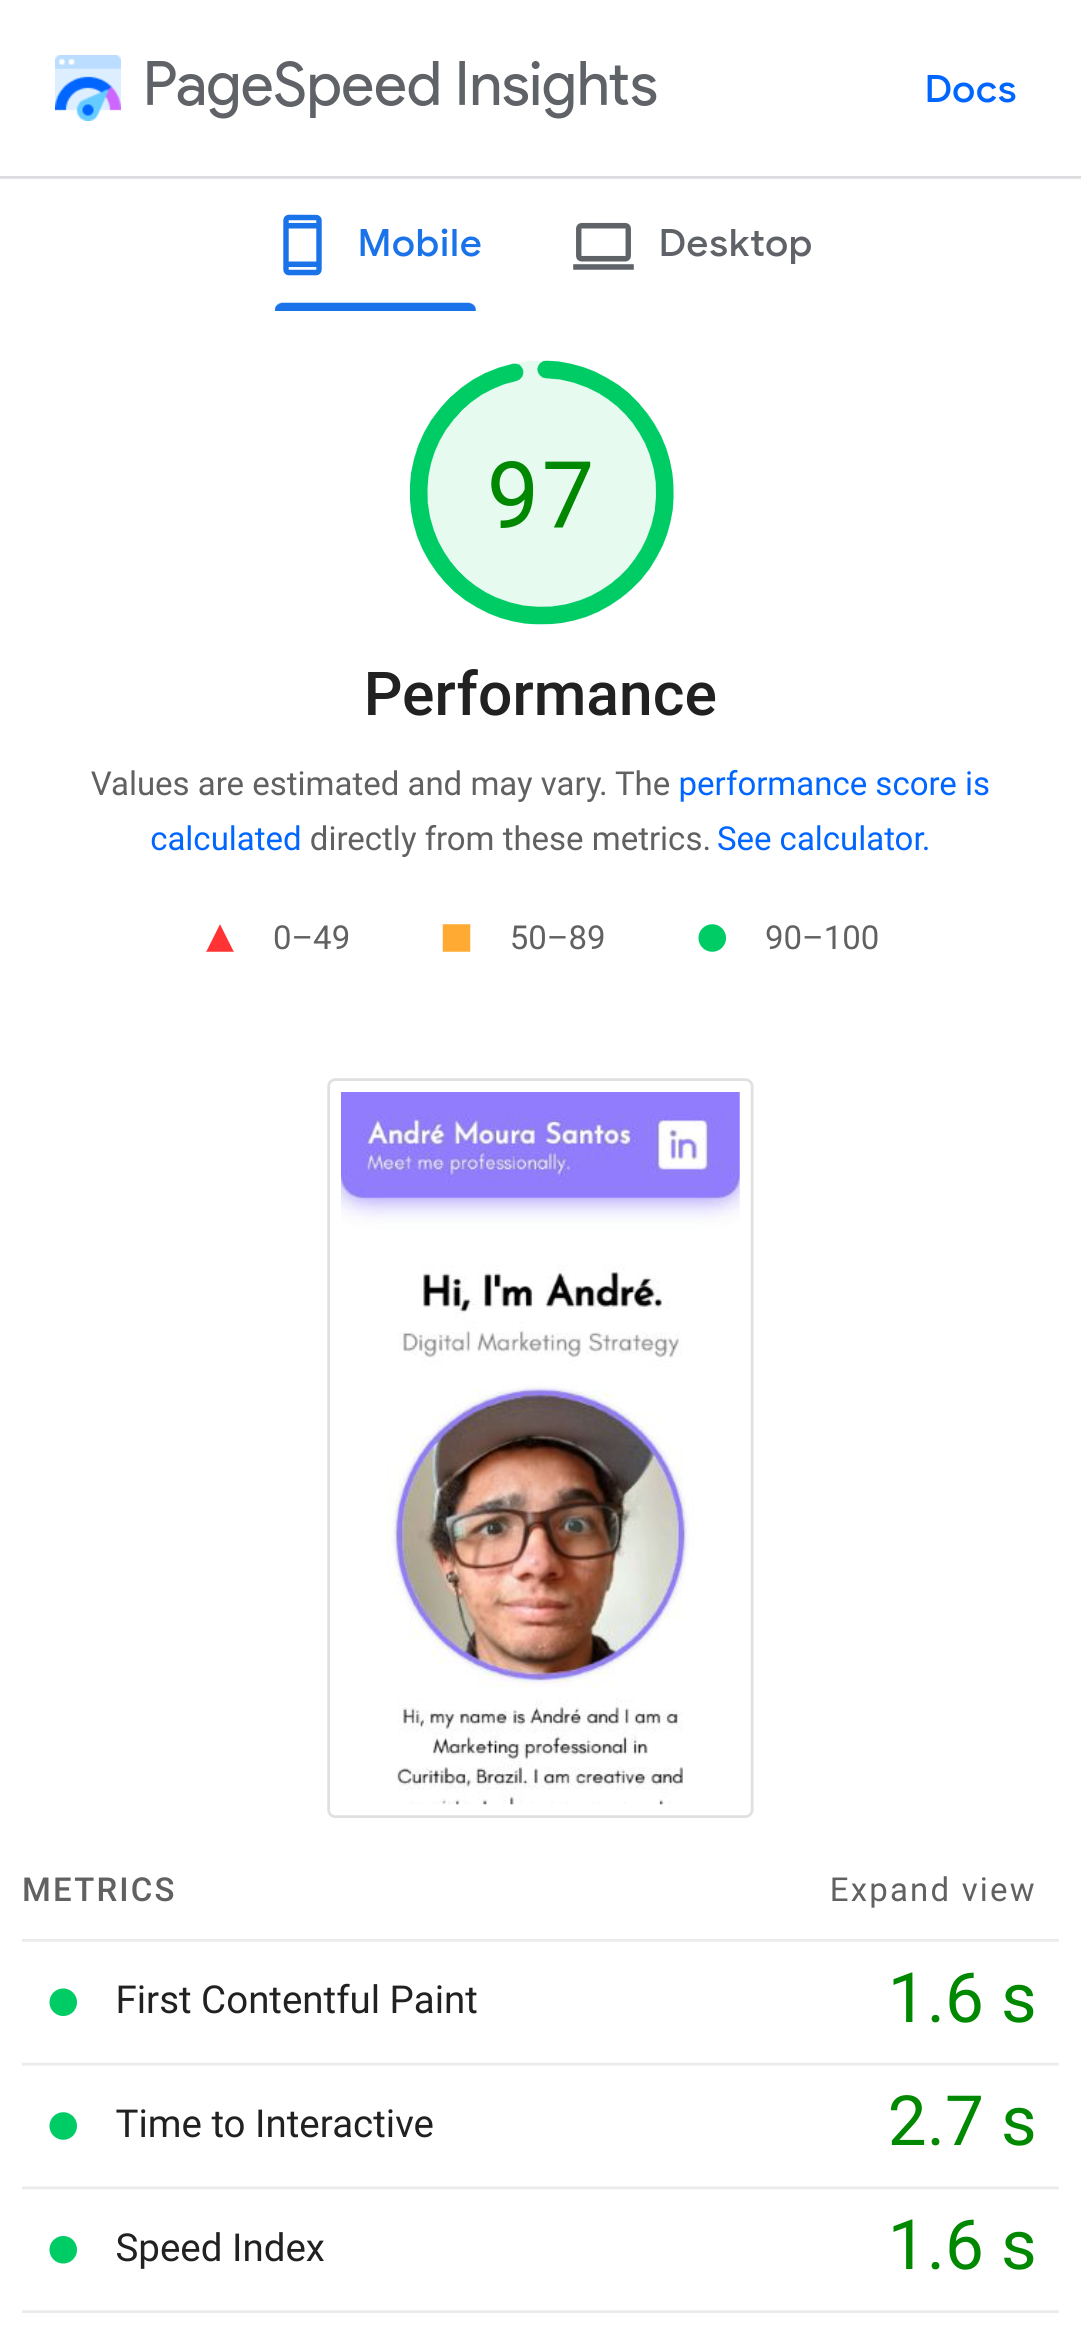 PageSpeed Insights
Docs
Mobile
Desktop
97
Performance
Values are estimated and may vary. The performance score is
calculated directly from these metrics. See calculator.
0–49
50–89
90–100
André Moura Santos
Meet me professionally.
in
Hi, I'm André.
Digital Marketing Strategy
Hi, my name is André and I am a
Marketing professional in
Curitiba, Brazil. I am creative and
METRICS
Expand view
First Contentful Paint
1.6 s
Time to Interactive
2.7 s
Speed Index
1.6 s